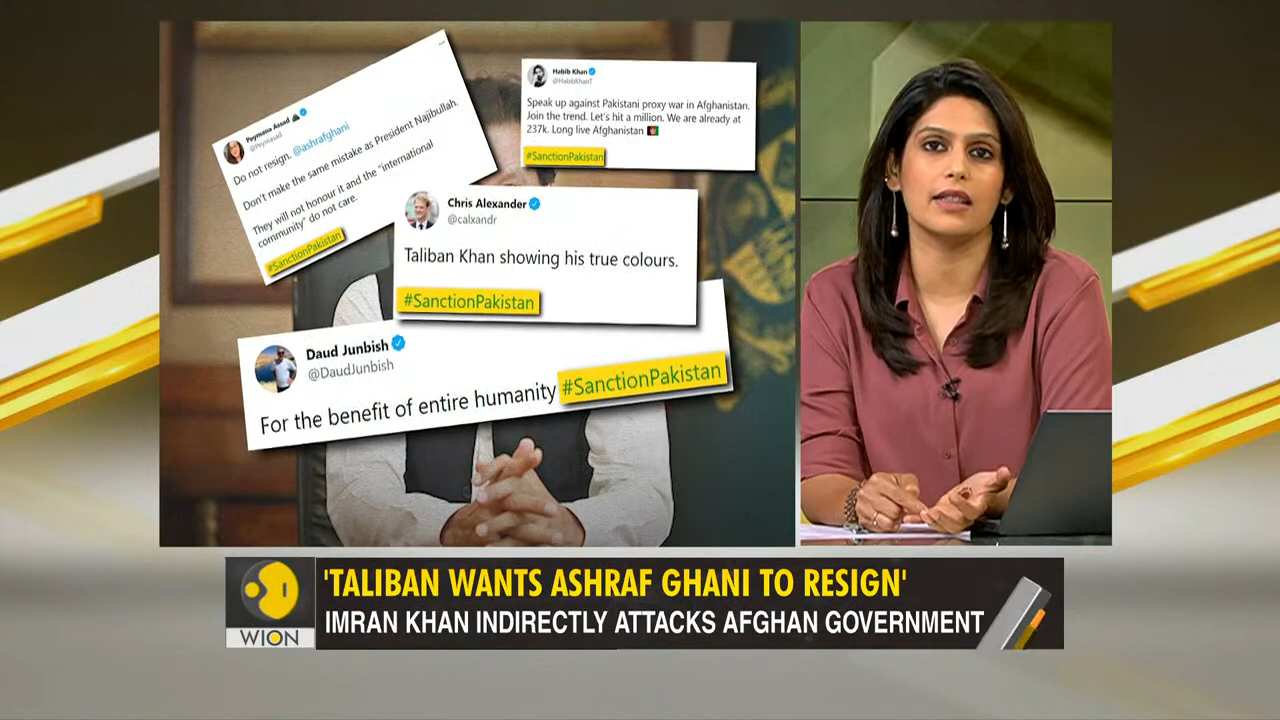 Peymana Assad
@Peymasad
Do not resign. @ashrafghani
Don't make the same mistake as President Najibullah.
They will not honour it and the "international
community" do not care.
#SanctionPakistan
Habib Khan
@HabibKhanT
Speak up against Pakistani proxy war in Afghanistan.
Join the trend. Let's hit a million. We are already at
237k. Long live Afghanistan
#SanctionPakistan
Chris Alexander
@calxandr
Taliban Khan showing his true colours.
#SanctionPakistan
Daud Junbish
@DaudJunbish
For the benefit of entire humanity #SanctionPakistan
'TALIBAN WANTS ASHRAF GHANI TO RESIGN'
IMRAN KHAN INDIRECTLY ATTACKS AFGHAN GOVERNMENT
WION